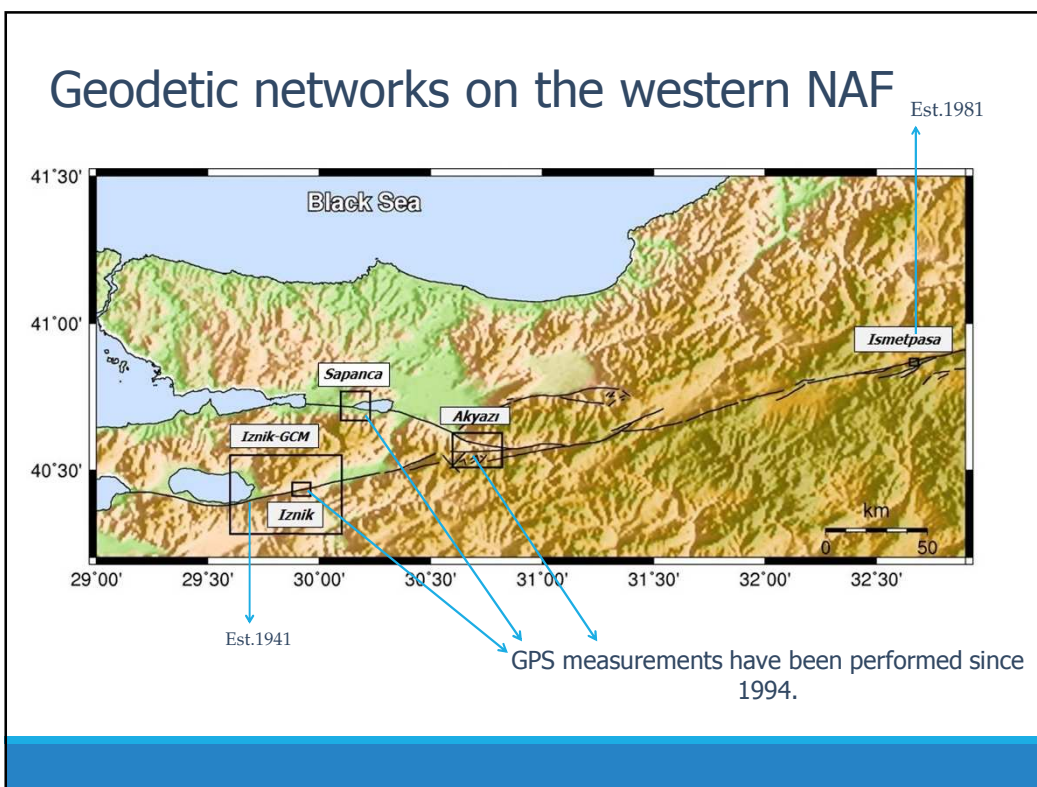 Geodetic networks on the western NAF
Est.1981
41˚30'
Black Sea
41˚00'
Ismetpasa
Sapanca
Akyazı
Iznik-GCM
40˚30'
Iznik
km
0 50
29˚00' 29˚30' 30˚00' 30˚30' 31˚00' 31˚30' 32˚00' 32˚30'
Est.1941
GPS measurements have been performed since
1994.